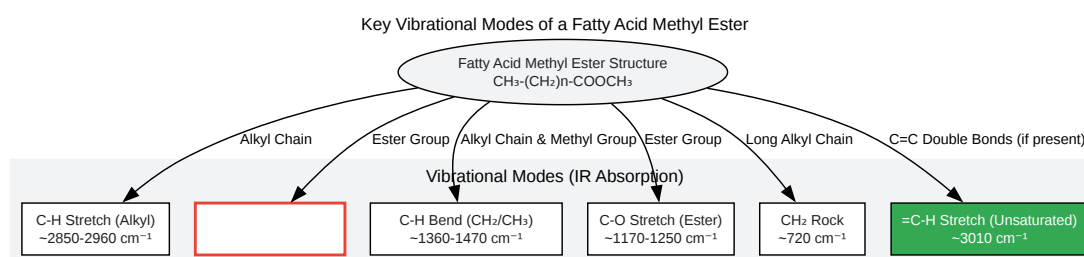 Key Vibrational Modes of a Fatty Acid Methyl Ester
Fatty Acid Methyl Ester Structure
CH₃-(CH₂)n-COOCH₃
Alkyl Chain
Ester Group
Alkyl Chain & Methyl Group
Ester Group
Long Alkyl Chain
C=C Double Bonds (if present)
Vibrational Modes (IR Absorption)
C-H Stretch (Alkyl)
~2850-2960 cm⁻¹
C-H Bend (CH₂/CH₃)
~1360-1470 cm⁻¹
C-O Stretch (Ester)
~1170-1250 cm⁻¹
CH₂ Rock
~720 cm⁻¹
=C-H Stretch (Unsaturated)
~3010 cm⁻¹